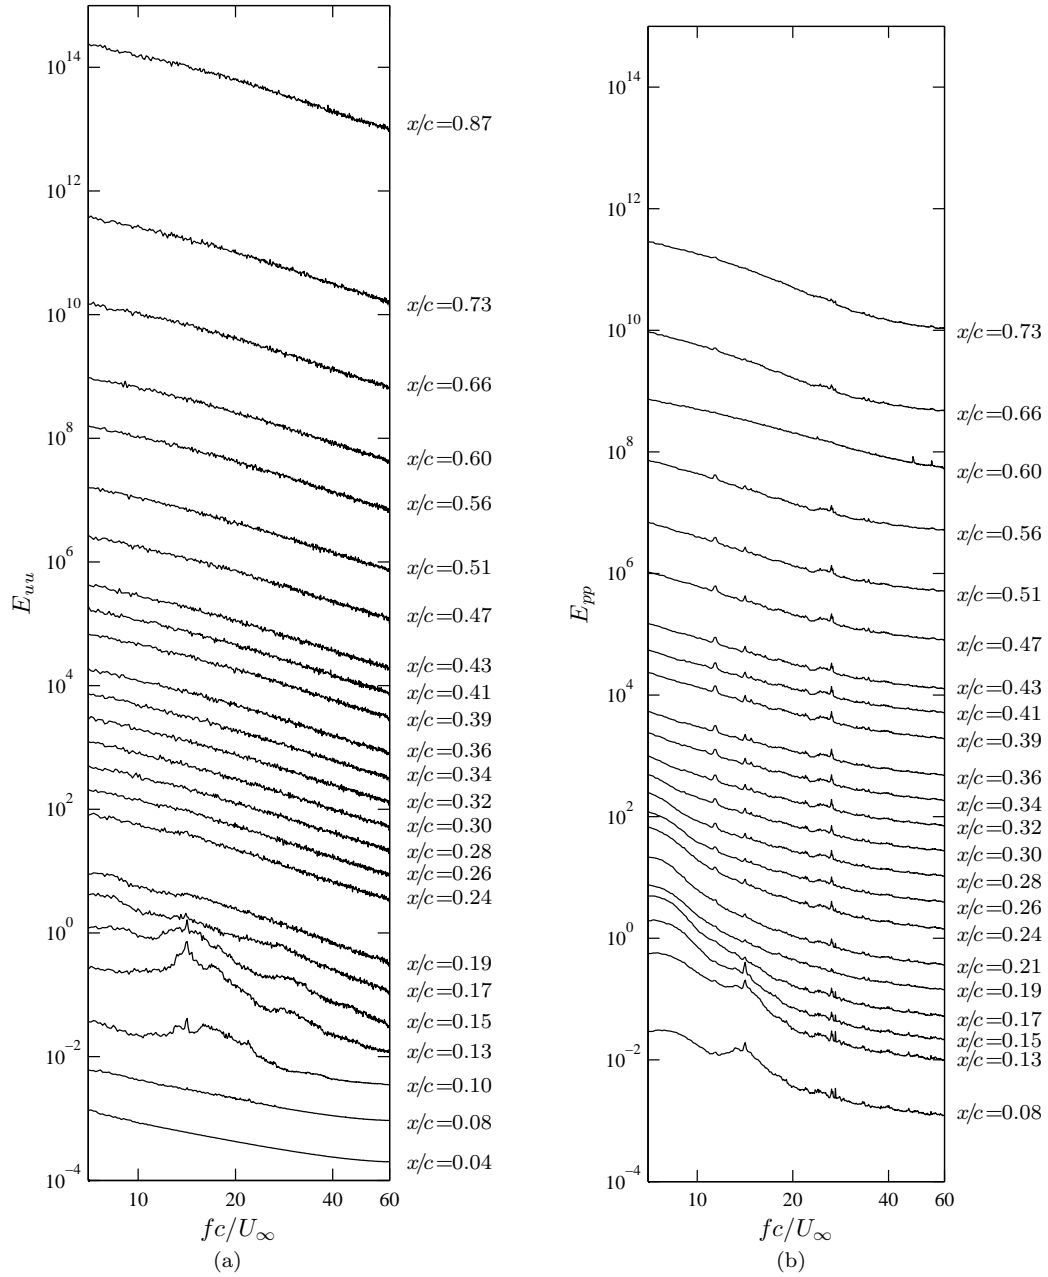 10^14
10^12
10^10
10^8
10^6
10^4
10^2
10^0
10^−2
10^−4
E_uu
x/c=0.87
x/c=0.73
x/c=0.66
x/c=0.60
x/c=0.56
x/c=0.51
x/c=0.47
x/c=0.43
x/c=0.41
x/c=0.39
x/c=0.36
x/c=0.34
x/c=0.32
x/c=0.30
x/c=0.28
x/c=0.26
x/c=0.24
x/c=0.19
x/c=0.17
x/c=0.15
x/c=0.13
x/c=0.10
x/c=0.08
x/c=0.04
10 20 40 60
fc/U_∞
(a)
10^14
10^12
10^10
10^8
10^6
10^4
10^2
10^0
10^−2
10^−4
E_pp
x/c=0.73
x/c=0.66
x/c=0.60
x/c=0.56
x/c=0.51
x/c=0.47
x/c=0.43
x/c=0.41
x/c=0.39
x/c=0.36
x/c=0.34
x/c=0.32
x/c=0.30
x/c=0.28
x/c=0.26
x/c=0.24
x/c=0.21
x/c=0.19
x/c=0.17
x/c=0.15
x/c=0.13
x/c=0.08
10 20 40 60
fc/U_∞
(b)